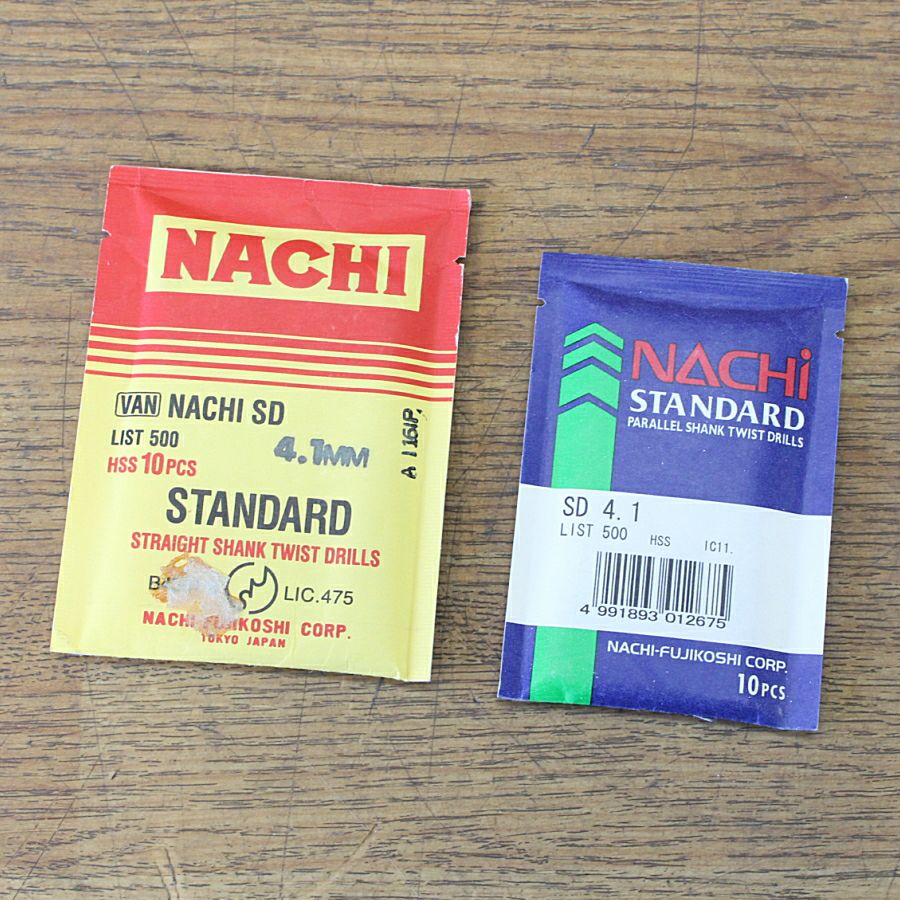 NACHI
VAN NACHI SD
LIST 500
4.1MM
HSS 10PCS
STANDARD
STRAIGHT SHANK TWIST DRILLS
LIC.475
NACHI-FUJIKOSHI CORP.
TOKYO JAPAN
NACHi
STANDARD
PARALLEL SHANK TWIST DRILLS
SD 4.1
LIST 500 HSS IC11.
4 991893 012675
NACHI-FUJIKOSHI CORP.
10PCS